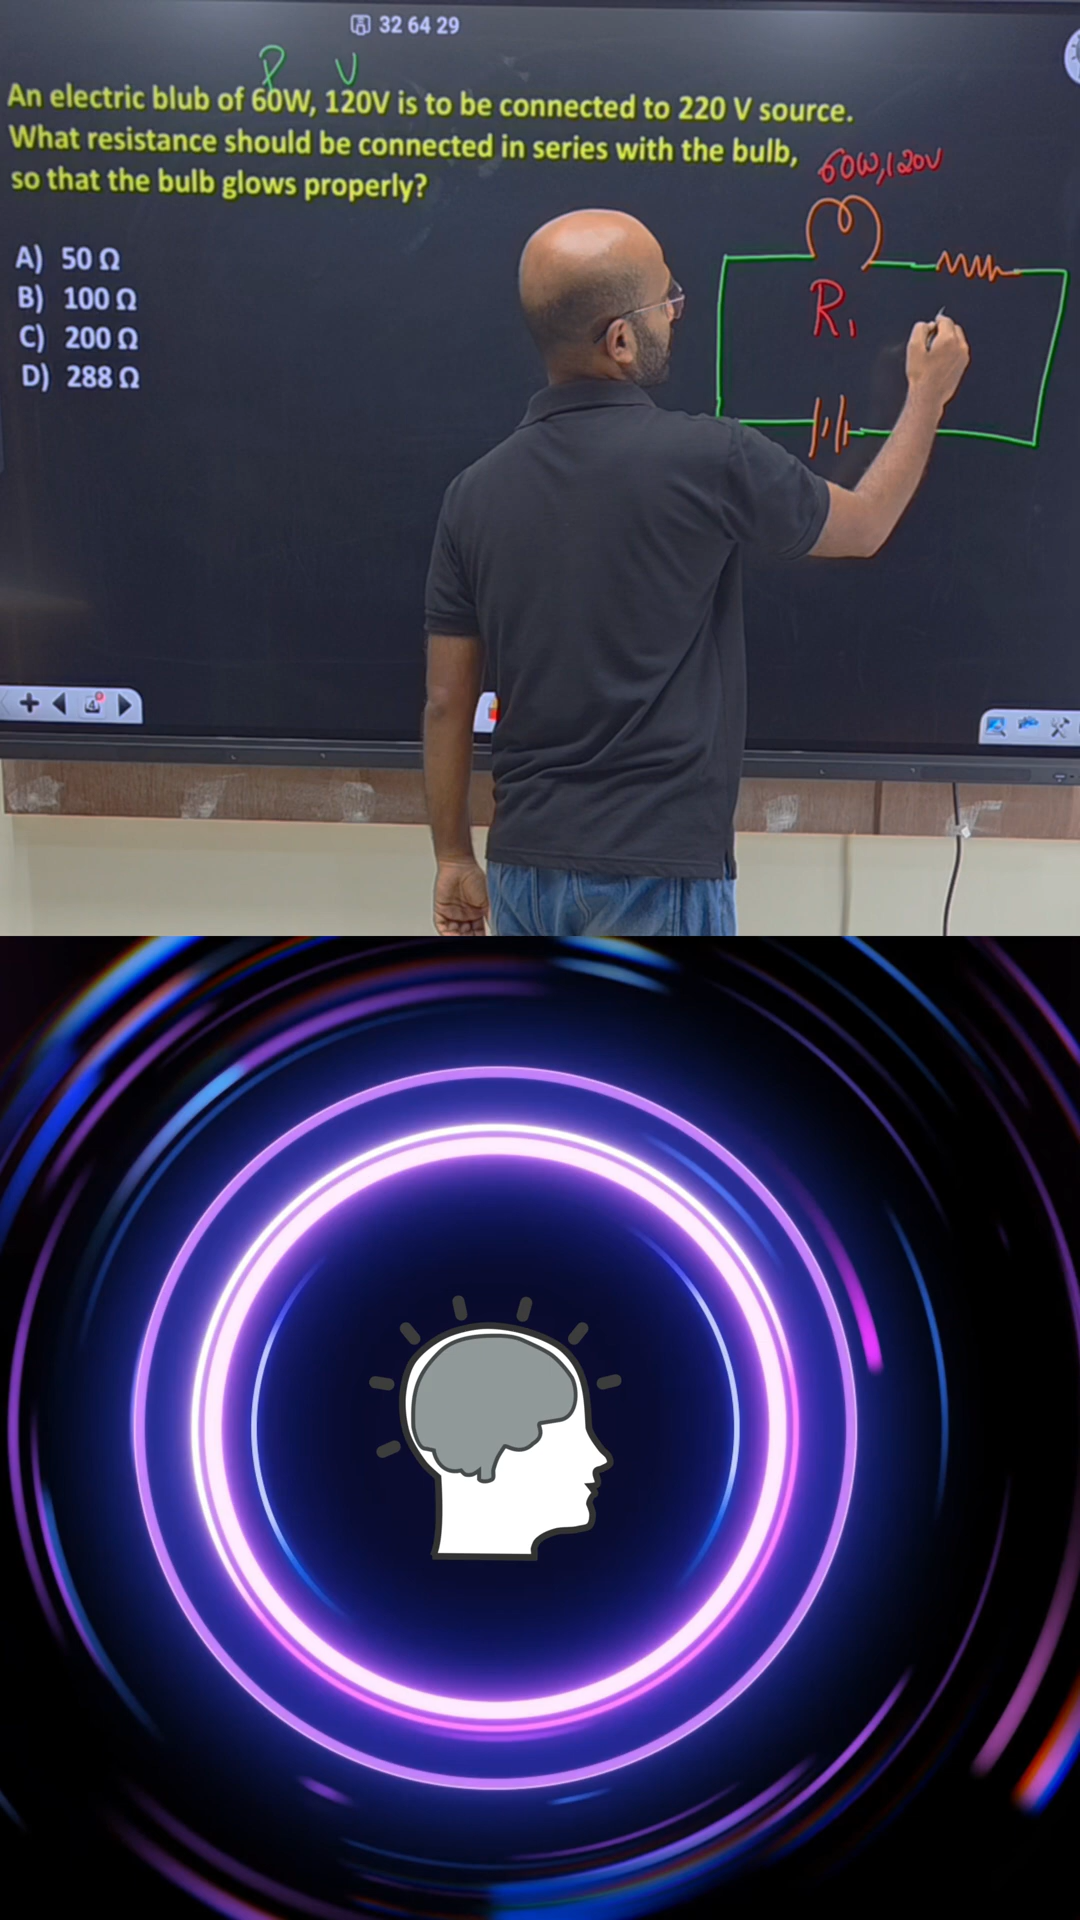 32 64 29
P V
An electric blub of 60W, 120V is to be connected to 220 V source.
What resistance should be connected in series with the bulb,
so that the bulb glows properly?
60W,120V
A) 50 Ω
B) 100 Ω
C) 200 Ω
D) 288 Ω
R1
4